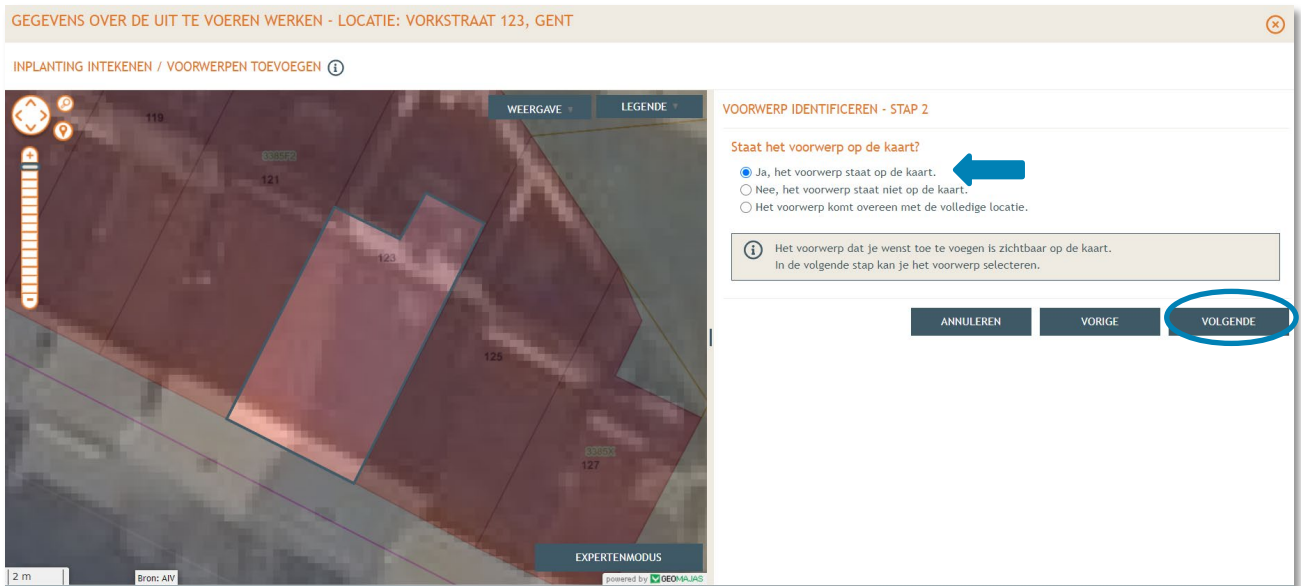 GEGEVENS OVER DE UIT TE VOEREN WERKEN - LOCATIE: VORKSTRAAT 123, GENT
INPLANTING INTEKENEN / VOORWERPEN TOEVOEGEN
WEERGAVE
LEGENDE
119
121
123
125
127
EXPERTENMODUS
2 m
Bron: AIV
powered by GEOMAJAS
VOORWERP IDENTIFICEREN - STAP 2
Staat het voorwerp op de kaart?
Ja, het voorwerp staat op de kaart.
Nee, het voorwerp staat niet op de kaart.
Het voorwerp komt overeen met de volledige locatie.
Het voorwerp dat je wenst toe te voegen is zichtbaar op de kaart.
In de volgende stap kan je het voorwerp selecteren.
ANNULEREN
VORIGE
VOLGENDE